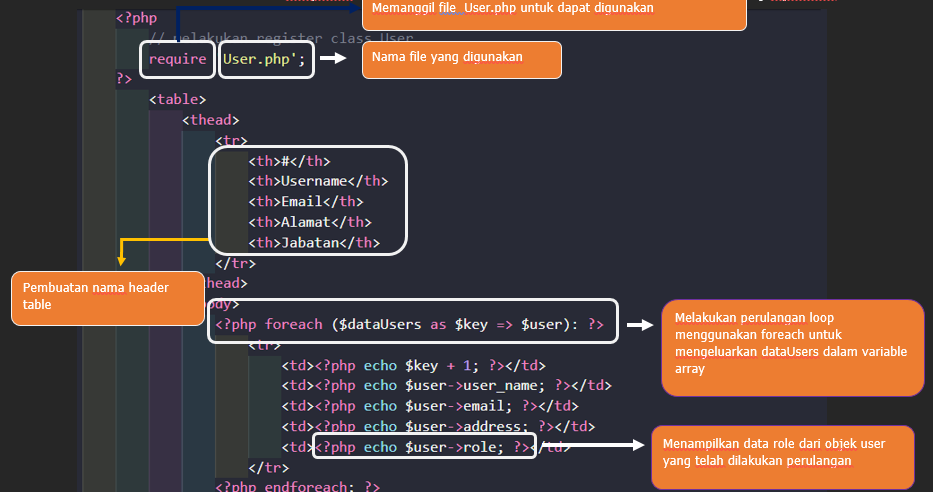 Memanggil file User.php untuk dapat digunakan
<?php
// melakukan register class User
require User.php';
Nama file yang digunakan
?>
<table>
<thead>
<tr>
<th>#</th>
<th>Username</th>
<th>Email</th>
<th>Alamat</th>
<th>Jabatan</th>
</tr>
Pembuatan nama header
table
head>
ody>
<?php foreach ($dataUsers as $key => $user): ?>
Melakukan perulangan loop
menggunakan foreach untuk
mengeluarkan dataUsers dalam variable
array
<tr>
<td><?php echo $key + 1; ?></td>
<td><?php echo $user->user_name; ?></td>
<td><?php echo $user->email; ?></td>
<td><?php echo $user->address; ?></td>
<td><?php echo $user->role; ?></td>
Menampilkan data role dari objek user
yang telah dilakukan perulangan
</tr>
<?php endforeach; ?>